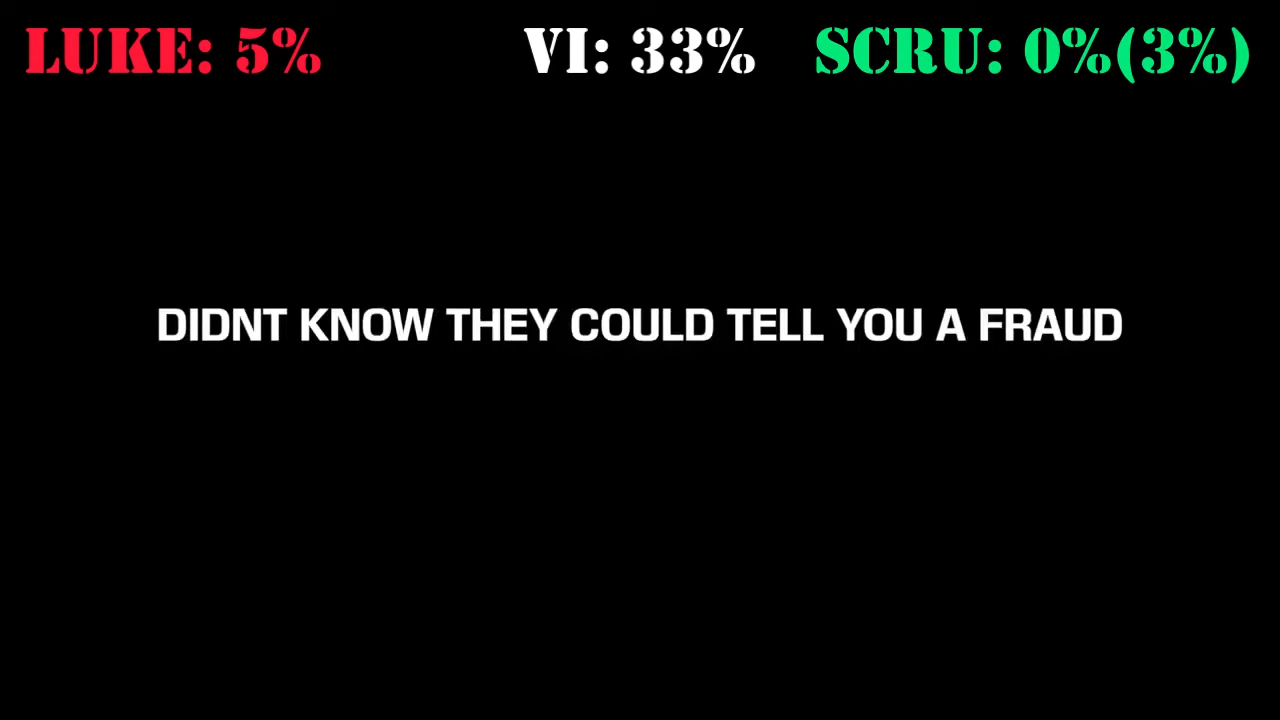 LUKE: 5% VI: 33% SCRU: 0%(3%)
DIDNT KNOW THEY COULD TELL YOU A FRAUD